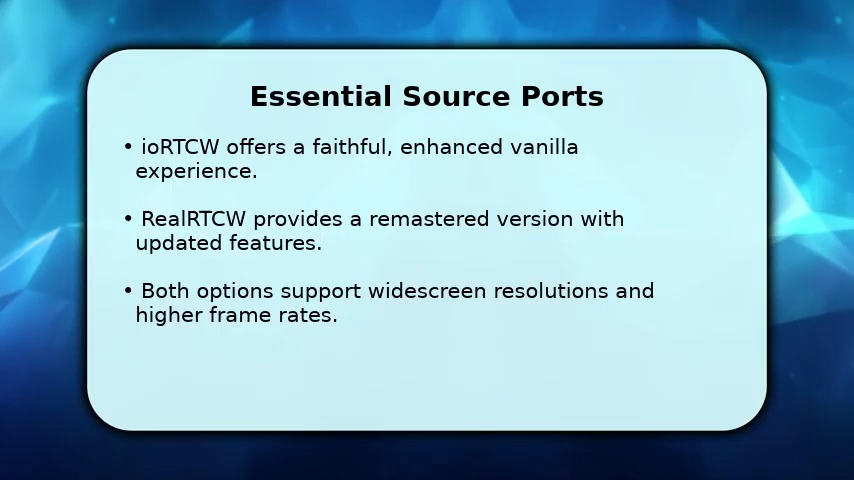 Essential Source Ports
• ioRTCW offers a faithful, enhanced vanilla
experience.
• RealRTCW provides a remastered version with
updated features.
• Both options support widescreen resolutions and
higher frame rates.